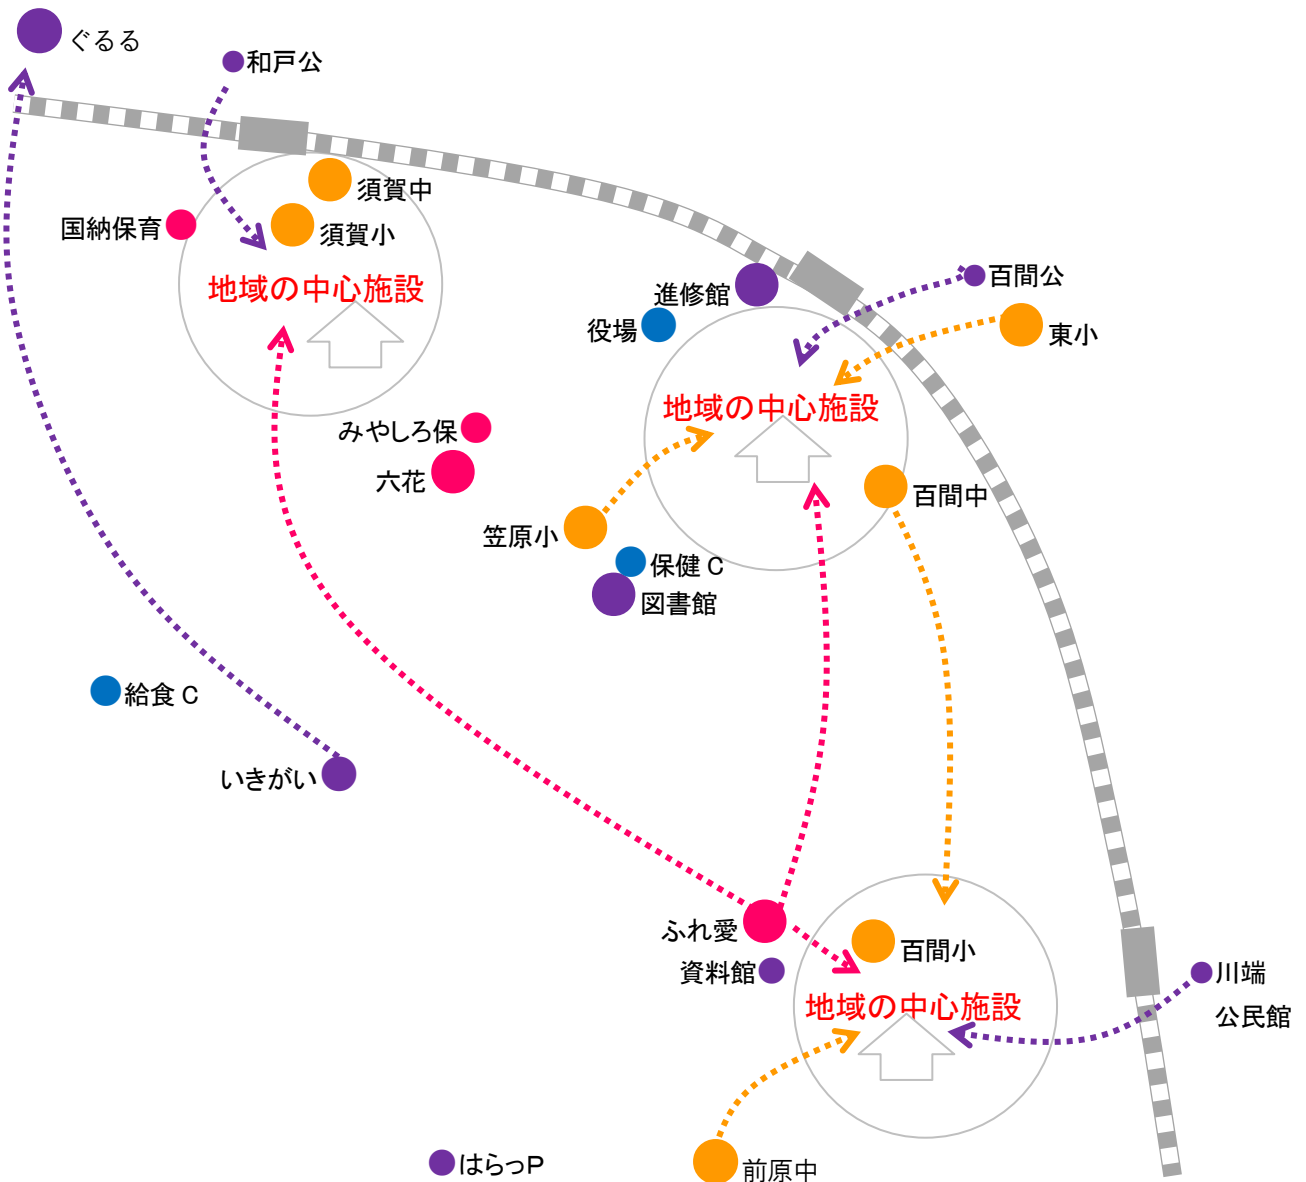 ぐるる
和戸公
須賀中
国納保育
須賀小
地域の中心施設
進修館
百間公
役場
東小
地域の中心施設
みやしろ保
六花
百間中
笠原小
保健 C
図書館
給食 C
いきがい
ふれ愛
百間小
資料館
川端
公民館
地域の中心施設
はらっP
前原中